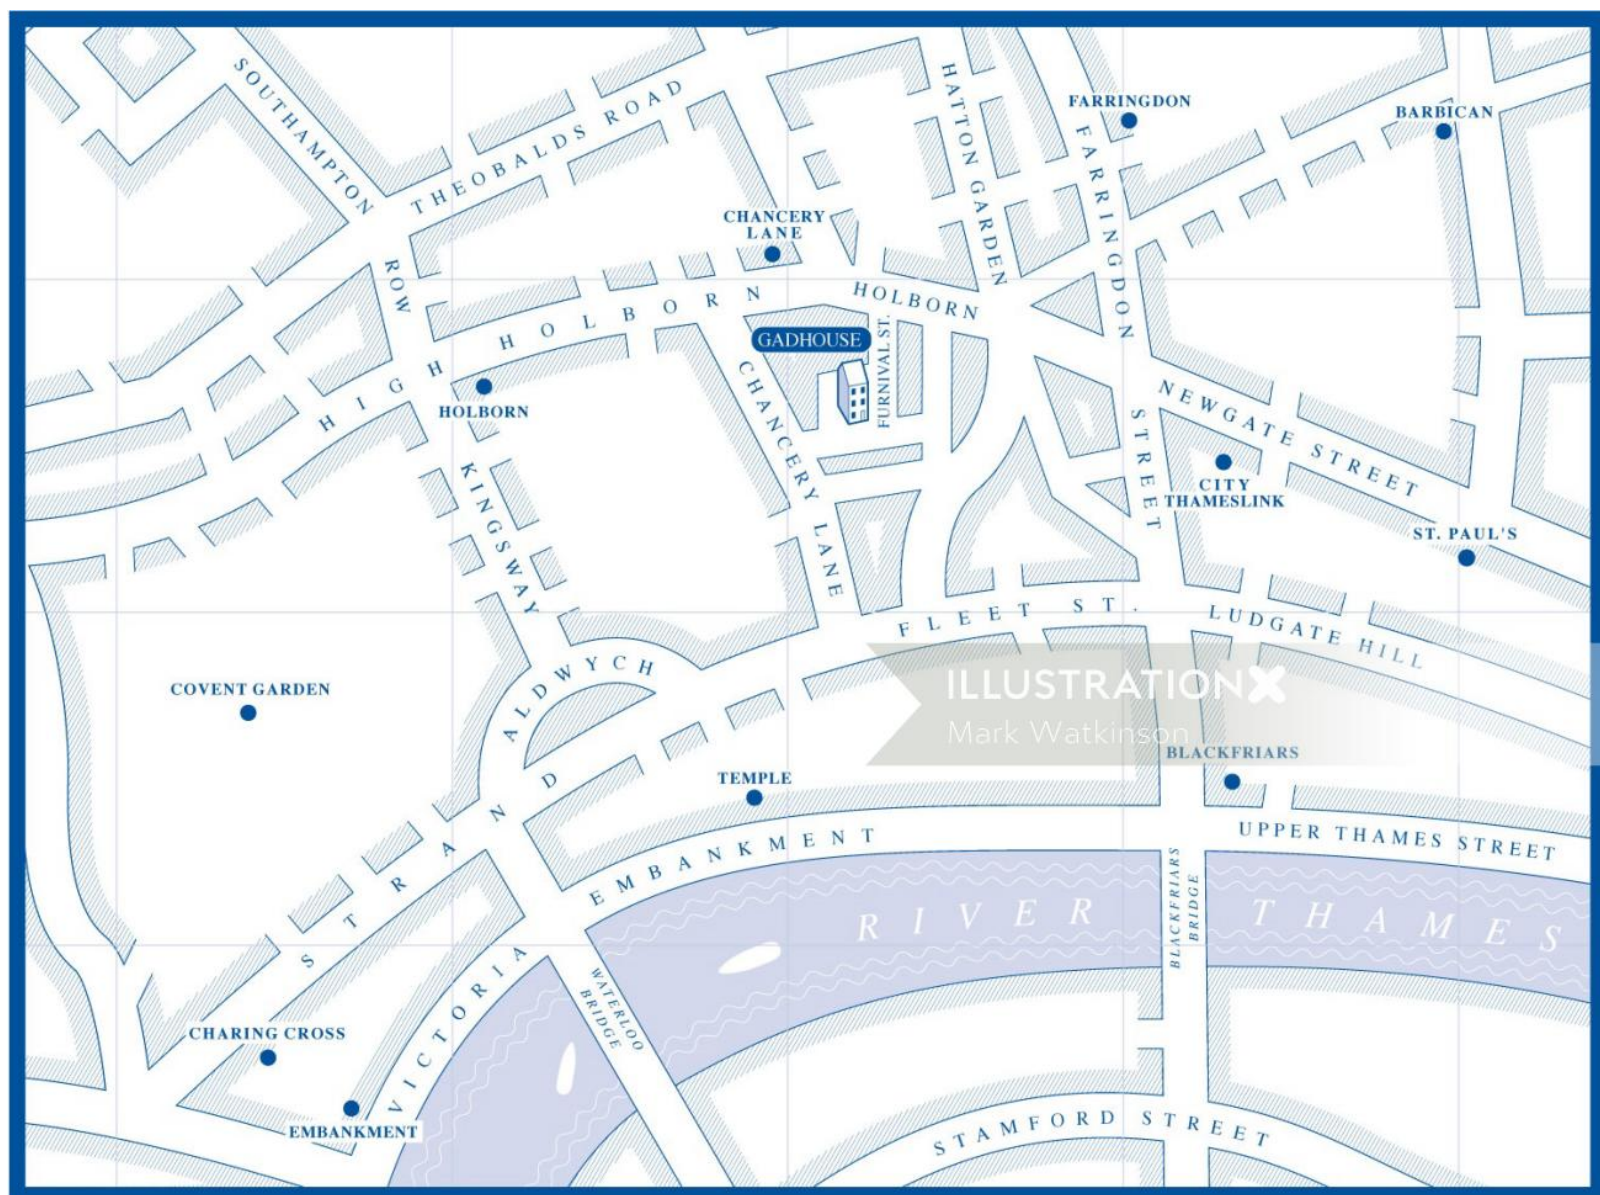 SOUTHAMPTON
ROW
THEOBALDS ROAD
HATTON GARDEN
FARRINGDON
FARRINGDON
STREET
BARBICAN
CHANCERY
LANE
HIGH HOLBORN
HOLBORN
GADHOUSE
FURNIVAL ST.
HOLBORN
CHANCERY LANE
NEWGATE STREET
CITY
THAMESLINK
ST. PAUL'S
KINGSWAY
ALDWYCH
FLEET ST.
LUDGATE HILL
COVENT GARDEN
ILLUSTRATIONX
Mark Watkinson
BLACKFRIARS
TEMPLE
STRAND
VICTORIA
EMBANKMENT
UPPER THAMES STREET
RIVER THAMES
BLACKFRIARS
BRIDGE
WATERLOO
BRIDGE
CHARING CROSS
EMBANKMENT
STAMFORD STREET